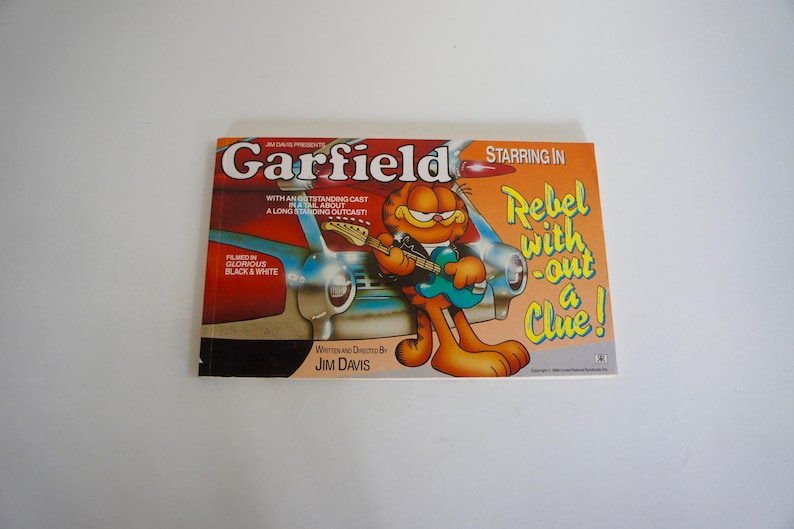 JIM DAVIS PRESENTS
Garfield
STARRING IN
WITH AN OUTSTANDING CAST
IN A TAIL ABOUT
A LONG STANDING OUTCAST!
FILMED IN
GLORIOUS
BLACK & WHITE
Rebel
with
-out
a
Clue!
WRITTEN AND DIRECTED BY
JIM DAVIS